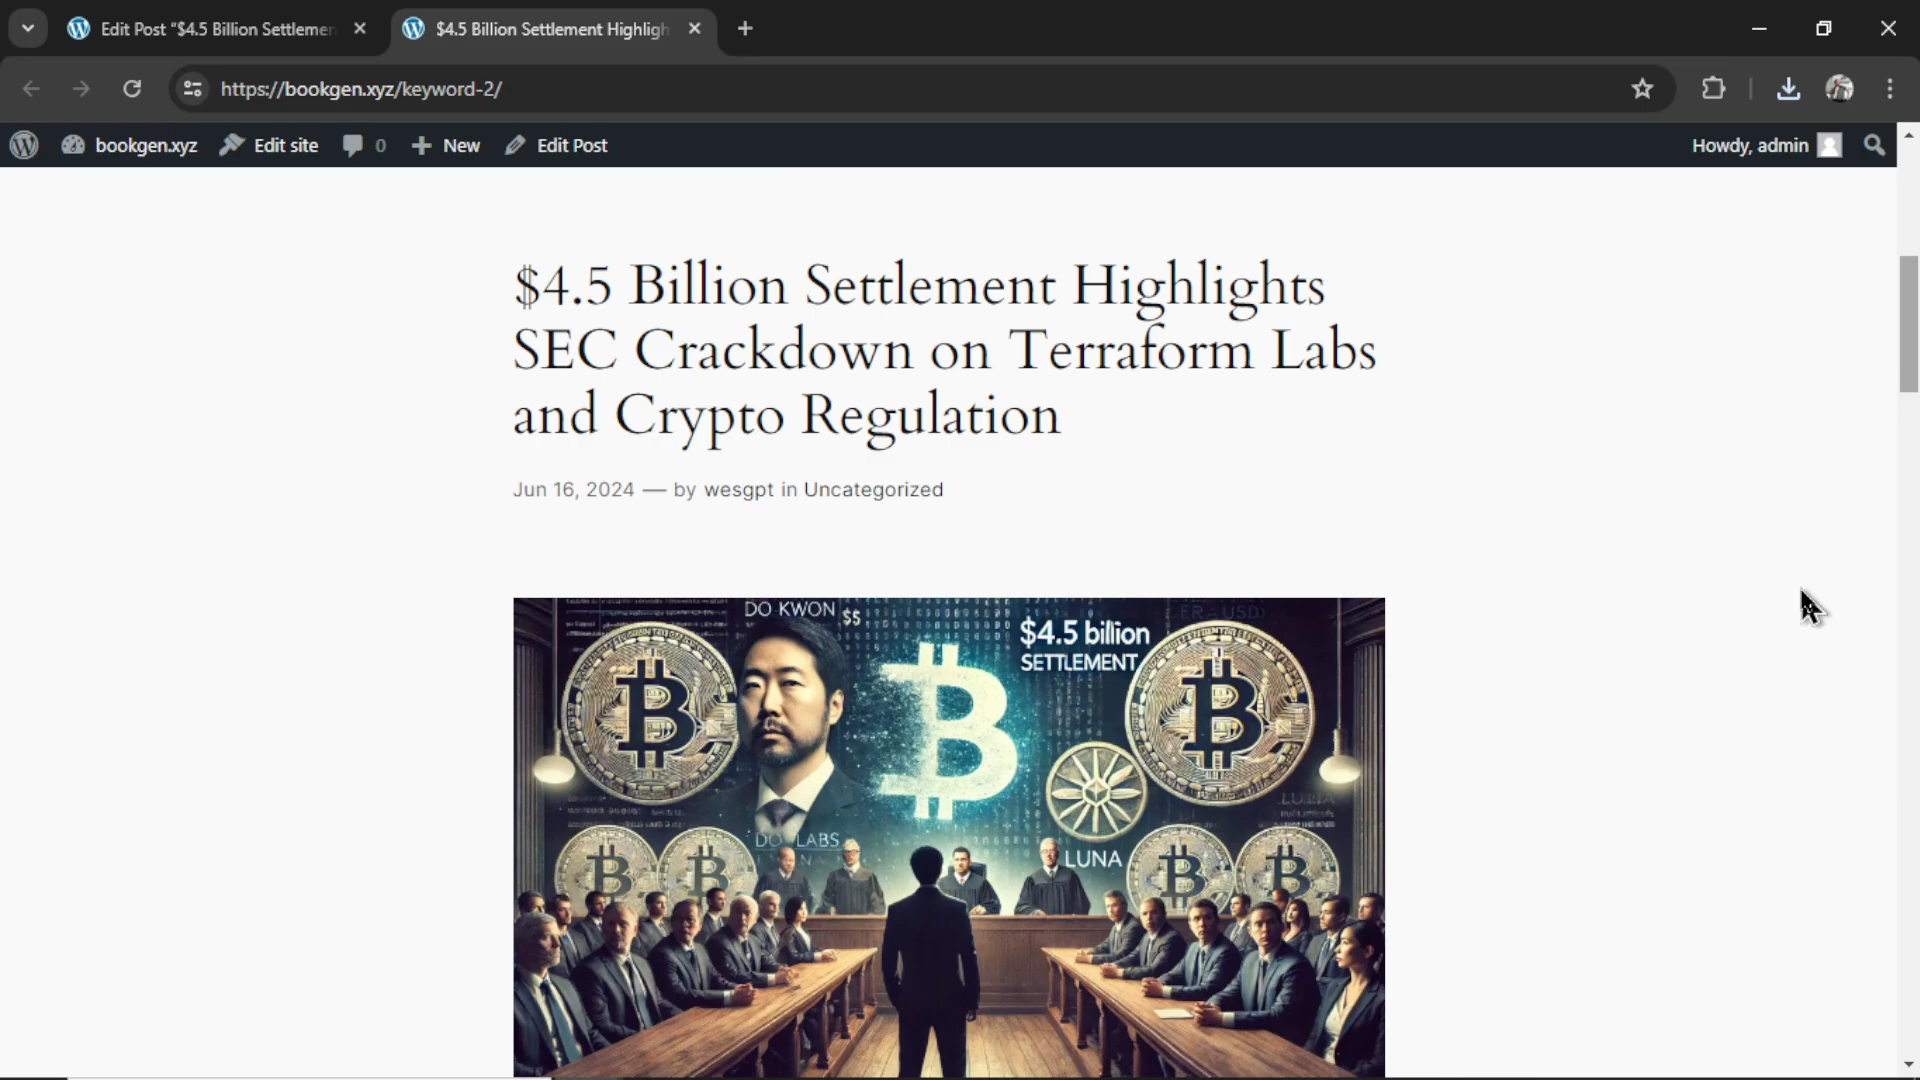 Edit Post "$4.5 Billion Settlemen
$4.5 Billion Settlement Highligh
https://bookgen.xyz/keyword-2/
bookgen.xyz
Edit site
0
New
Edit Post
Howdy, admin
$4.5 Billion Settlement Highlights
SEC Crackdown on Terraform Labs
and Crypto Regulation
Jun 16, 2024 — by wesgpt in Uncategorized
DO KWON $$
$4.5 billion
SETTLEMENT
LABS
LUNA